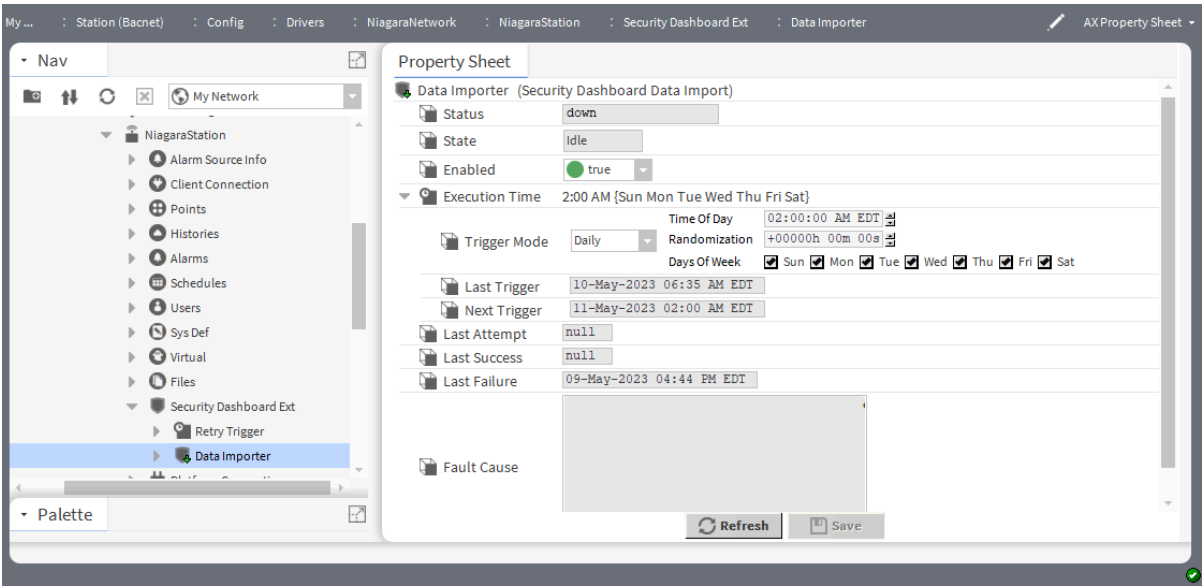 My ... : Station (Bacnet) : Config : Drivers : NiagaraNetwork : NiagaraStation : Security Dashboard Ext : Data Importer AX Property Sheet
Nav
My Network
NiagaraStation
Alarm Source Info
Client Connection
Points
Histories
Alarms
Schedules
Users
Sys Def
Virtual
Files
Security Dashboard Ext
Retry Trigger
Data Importer
Palette
Property Sheet
Data Importer (Security Dashboard Data Import)
Status down
State Idle
Enabled true
Execution Time 2:00 AM {Sun Mon Tue Wed Thu Fri Sat}
Time Of Day 02:00:00 AM EDT
Trigger Mode Daily Randomization +00000h 00m 00s
Days Of Week Sun Mon Tue Wed Thu Fri Sat
Last Trigger 10-May-2023 06:35 AM EDT
Next Trigger 11-May-2023 02:00 AM EDT
Last Attempt null
Last Success null
Last Failure 09-May-2023 04:44 PM EDT
Fault Cause
Refresh Save